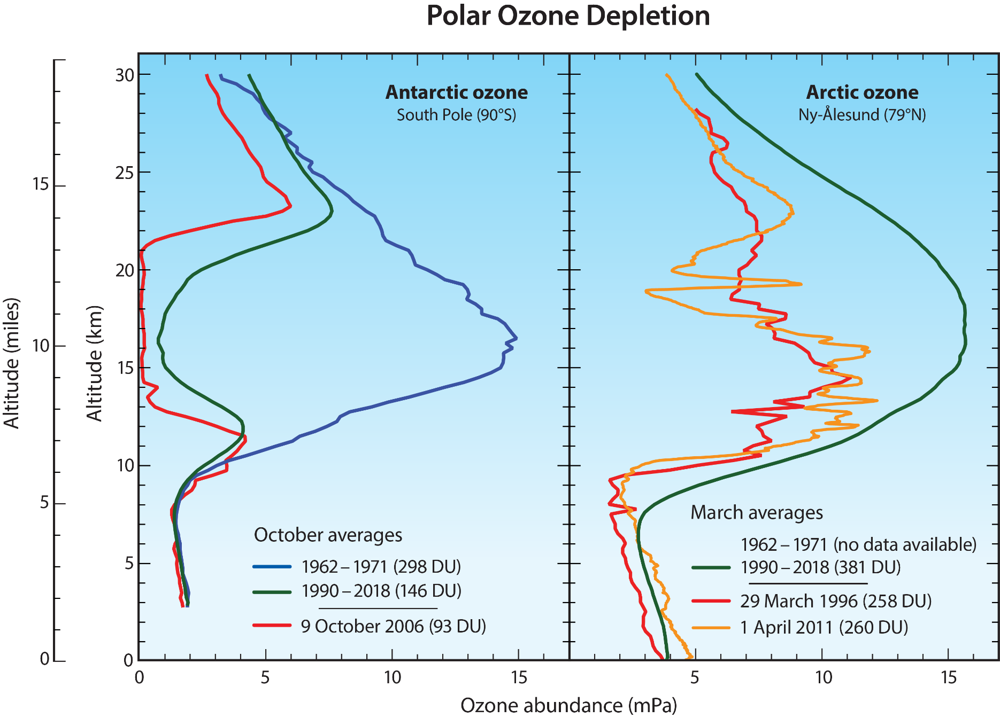 Polar Ozone Depletion
Altitude (miles)
15
10
5
0
Altitude (km)
30
25
20
15
10
5
0
Antarctic ozone
South Pole (90°S)
October averages
1962–1971 (298 DU)
1990–2018 (146 DU)
9 October 2006 (93 DU)
0 5 10 15
Arctic ozone
Ny-Ålesund (79°N)
March averages
1962–1971 (no data available)
1990–2018 (381 DU)
29 March 1996 (258 DU)
1 April 2011 (260 DU)
5 10 15
Ozone abundance (mPa)